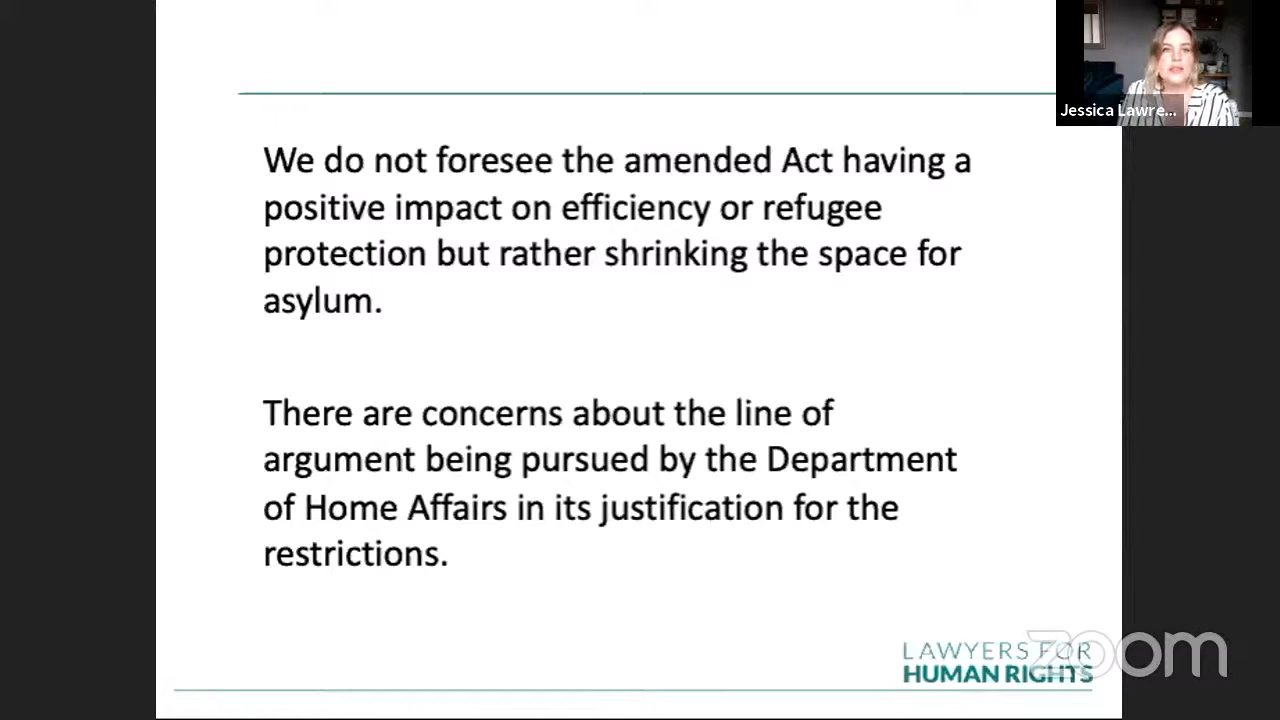 Jessica Lawre...
We do not foresee the amended Act having a
positive impact on efficiency or refugee
protection but rather shrinking the space for
asylum.
There are concerns about the line of
argument being pursued by the Department
of Home Affairs in its justification for the
restrictions.
LAWYERS FOR
HUMAN RIGHTS
zoom